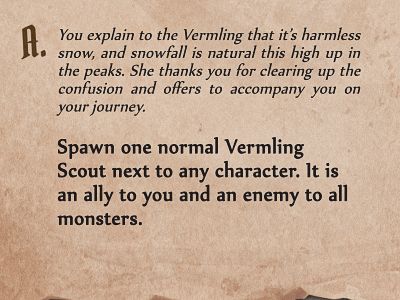 A. You explain to the Vermling that it's harmless
snow, and snowfall is natural this high up in
the peaks. She thanks you for clearing up the
confusion and offers to accompany you on
your journey.
Spawn one normal Vermling
Scout next to any character. It is
an ally to you and an enemy to all
monsters.